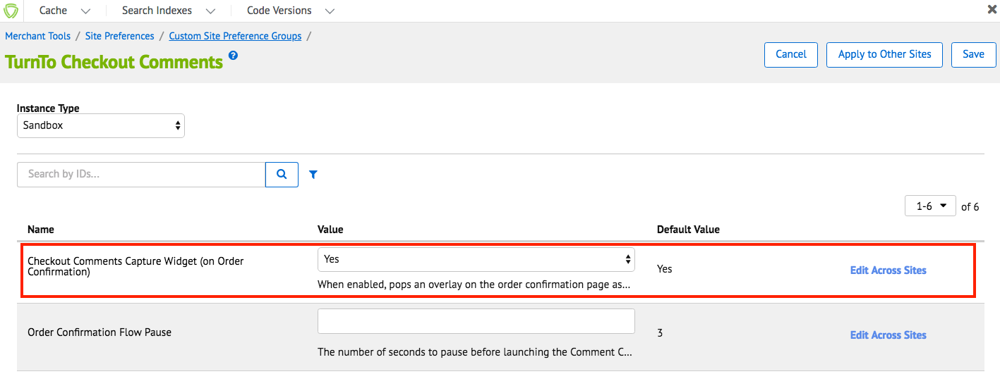 Cache Search Indexes Code Versions
Merchant Tools / Site Preferences / Custom Site Preference Groups /
TurnTo Checkout Comments ?
Cancel Apply to Other Sites Save
Instance Type
Sandbox
Search by IDs...
1-6 of 6
Name Value Default Value
Checkout Comments Capture Widget (on Order
Confirmation)
Yes
When enabled, pops an overlay on the order confirmation page as...
Yes
Edit Across Sites
Order Confirmation Flow Pause
The number of seconds to pause before launching the Comment C...
3
Edit Across Sites